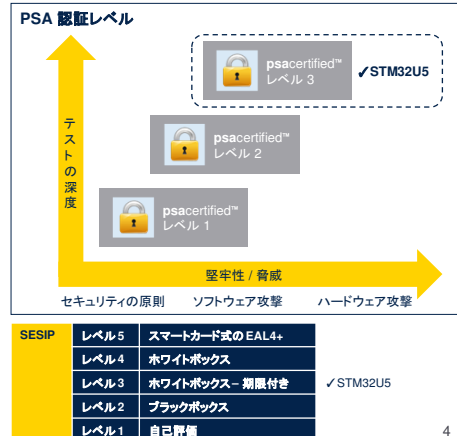 PSA 認証レベル
psacertified™
レベル 3
✓STM32U5
psacertified™
レベル 2
psacertified™
レベル 1
テストの深度
堅牢性 / 脅威
セキュリティの原則 ソフトウェア攻撃 ハードウェア攻撃
SESIP レベル 5 スマートカード式の EAL4+
レベル 4 ホワイトボックス
レベル 3 ホワイトボックス – 期限付き ✓STM32U5
レベル 2 ブラックボックス
レベル 1 自己評価
4